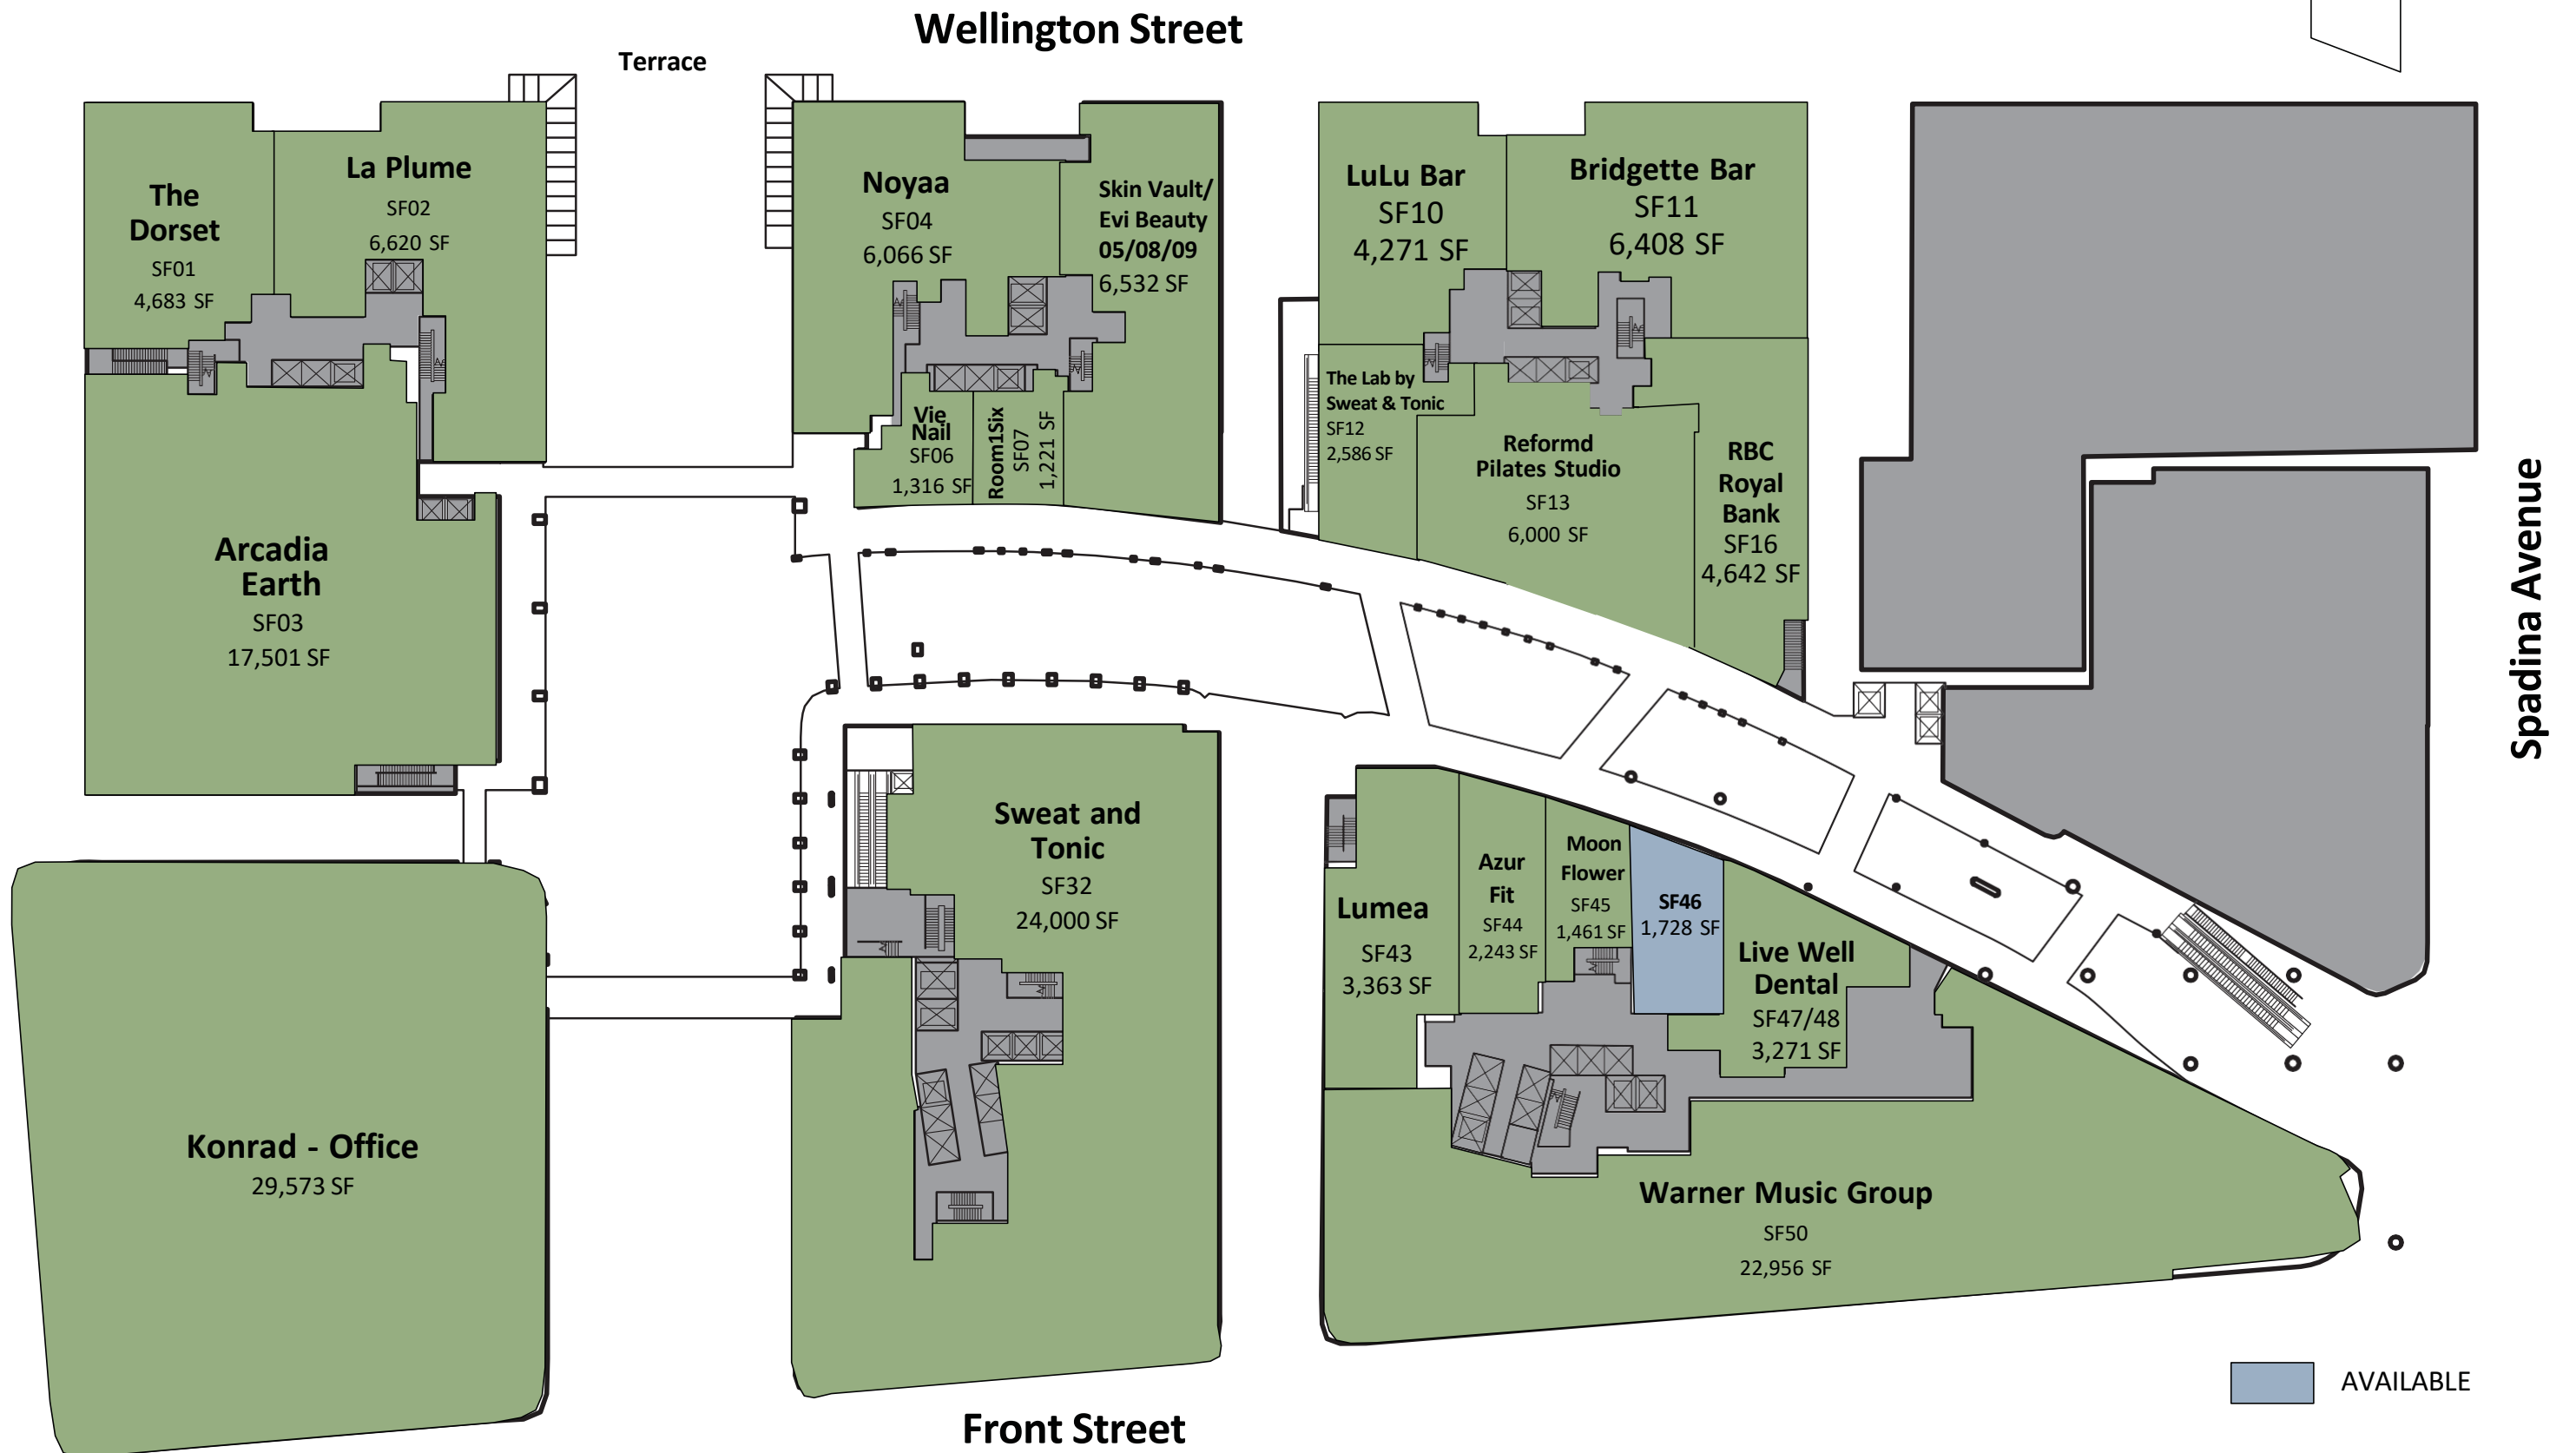 Wellington Street
Terrace
The
Dorset
SF01
4,683 SF
La Plume
SF02
6,620 SF
Noyaa
SF04
6,066 SF
Skin Vault/
Evi Beauty
05/08/09
6,532 SF
LuLu Bar
SF10
4,271 SF
Bridgette Bar
SF11
6,408 SF
Vie
Nail
SF06
1,316 SF
Room1Six
SF07
1,221 SF
The Lab by
Sweat & Tonic
SF12
2,586 SF
Reformd
Pilates Studio
SF13
6,000 SF
RBC
Royal
Bank
SF16
4,642 SF
Spadina Avenue
Arcadia
Earth
SF03
17,501 SF
Sweat and
Tonic
SF32
24,000 SF
Lumea
SF43
3,363 SF
Azur
Fit
SF44
2,243 SF
Moon
Flower
SF45
1,461 SF
SF46
1,728 SF
Live Well
Dental
SF47/48
3,271 SF
Konrad - Office
29,573 SF
Warner Music Group
SF50
22,956 SF
AVAILABLE
Front Street